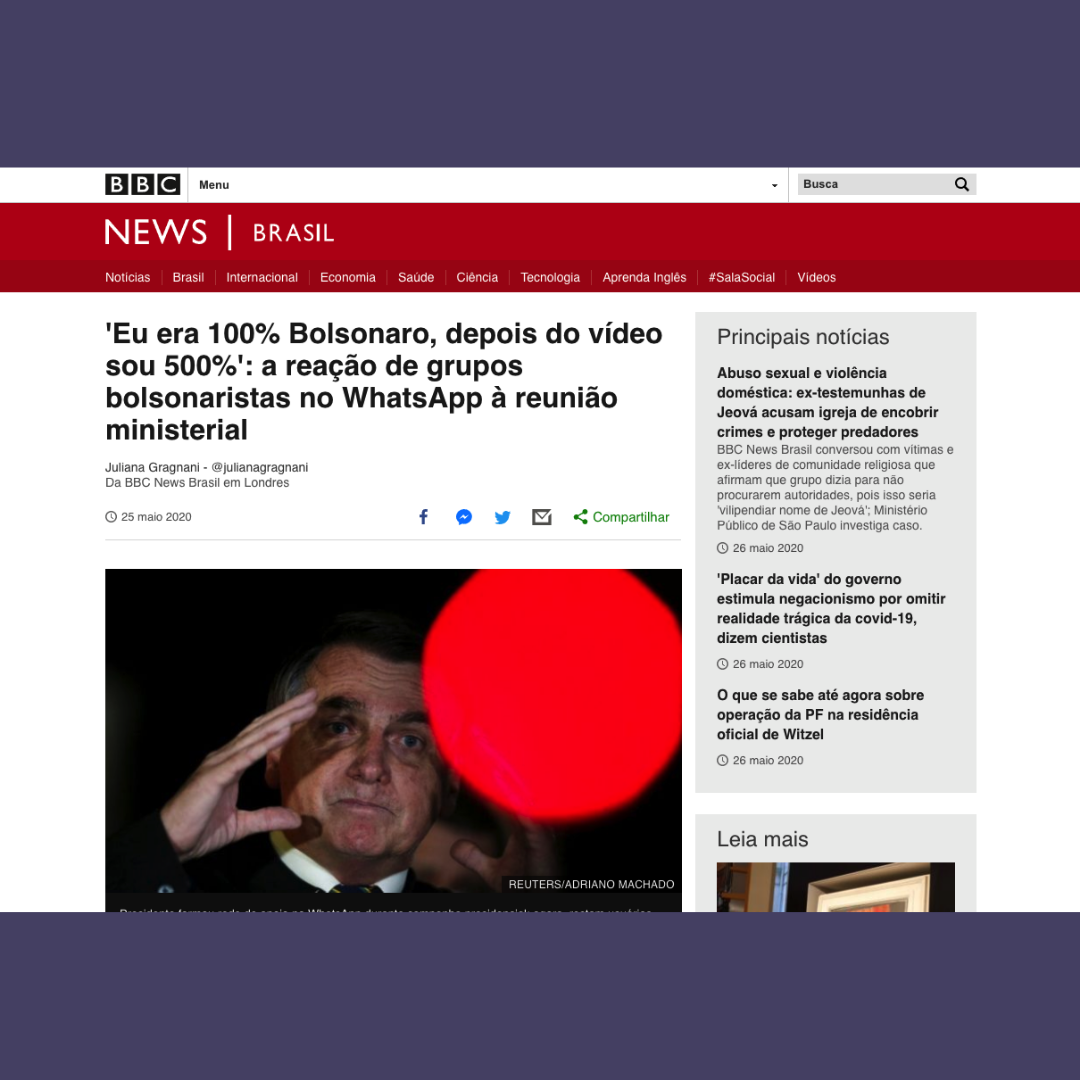 BBC
Menu
Busca
NEWS
BRASIL
Notícias
Brasil
Internacional
Economia
Saúde
Ciência
Tecnologia
Aprenda Inglês
#SalaSocial
Vídeos
'Eu era 100% Bolsonaro, depois do vídeo
sou 500%': a reação de grupos
bolsonaristas no WhatsApp à reunião
ministerial
Juliana Gragnani - @julianagragnani
Da BBC News Brasil em Londres
25 maio 2020
Compartilhar
REUTERS/ADRIANO MACHADO
Principais notícias
Abuso sexual e violência
doméstica: ex-testemunhas de
Jeová acusam igreja de encobrir
crimes e proteger predadores
BBC News Brasil conversou com vítimas e
ex-líderes de comunidade religiosa que
afirmam que grupo dizia para não
procurarem autoridades, pois isso seria
'vilipendiar nome de Jeová'; Ministério
Público de São Paulo investiga caso.
26 maio 2020
'Placar da vida' do governo
estimula negacionismo por omitir
realidade trágica da covid-19,
dizem cientistas
26 maio 2020
O que se sabe até agora sobre
operação da PF na residência
oficial de Witzel
26 maio 2020
Leia mais